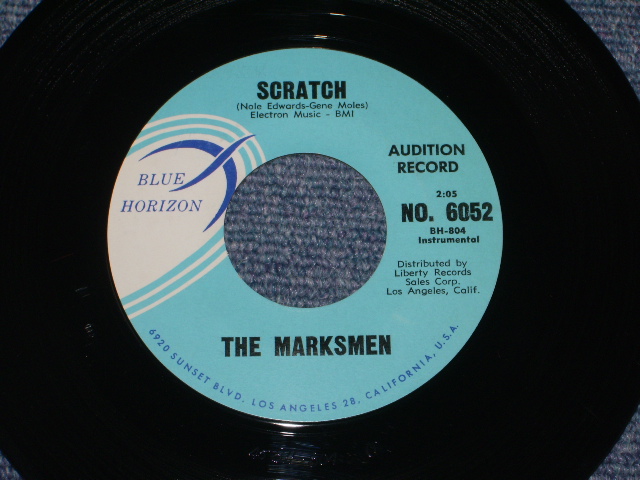 SCRATCH
(Nole Edwards-Gene Moles)
Electron Music - BMI
AUDITION
RECORD
BLUE
HORIZON
2:05
NO. 6052
BH-804
Instrumental
Distributed by
Liberty Records
Sales Corp.
Los Angeles, Calif.
THE MARKSMEN
6920 SUNSET BLVD. LOS ANGELES 28, CALIFORNIA, U.S.A.